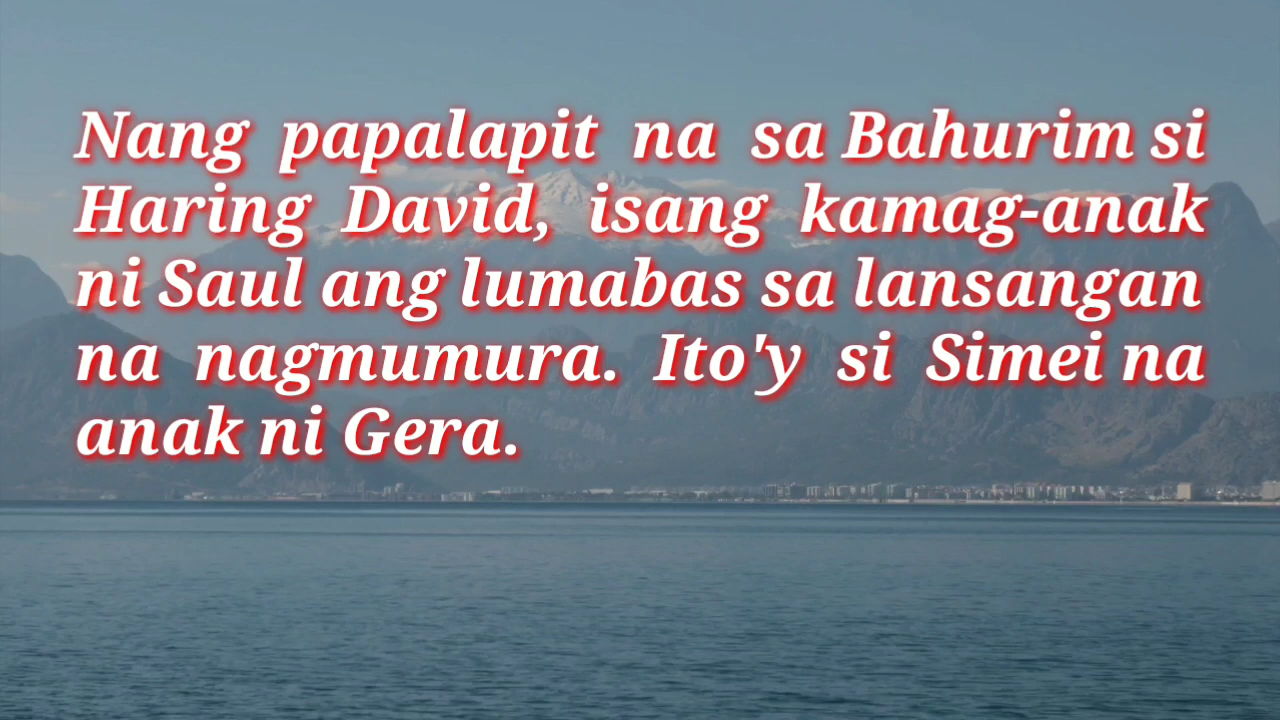 Nang papalapit na sa Bahurim si
Haring David, isang kamag-anak
ni Saul ang lumabas sa lansangan
na nagmumura. Ito'y si Simei na
anak ni Gera.